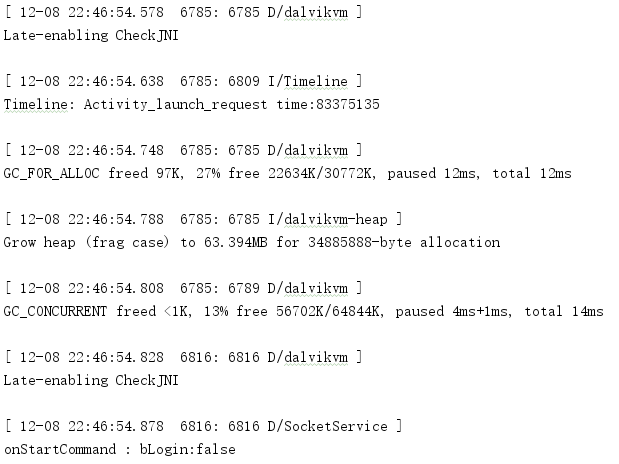 [ 12-08 22:46:54.578  6785: 6785 D/dalvikvm ]
Late-enabling CheckJNI
[ 12-08 22:46:54.638  6785: 6809 I/Timeline ]
Timeline: Activity_launch_request time:83375135
[ 12-08 22:46:54.748  6785: 6785 D/dalvikvm ]
GC_FOR_ALLOC freed 97K, 27% free 22634K/30772K, paused 12ms, total 12ms
[ 12-08 22:46:54.788  6785: 6785 I/dalvikvm-heap ]
Grow heap (frag case) to 63.394MB for 34885888-byte allocation
[ 12-08 22:46:54.808  6785: 6789 D/dalvikvm ]
GC_CONCURRENT freed <1K, 13% free 56702K/64844K, paused 4ms+1ms, total 14ms
[ 12-08 22:46:54.828  6816: 6816 D/dalvikvm ]
Late-enabling CheckJNI
[ 12-08 22:46:54.878  6816: 6816 D/SocketService ]
onStartCommand : bLogin:false